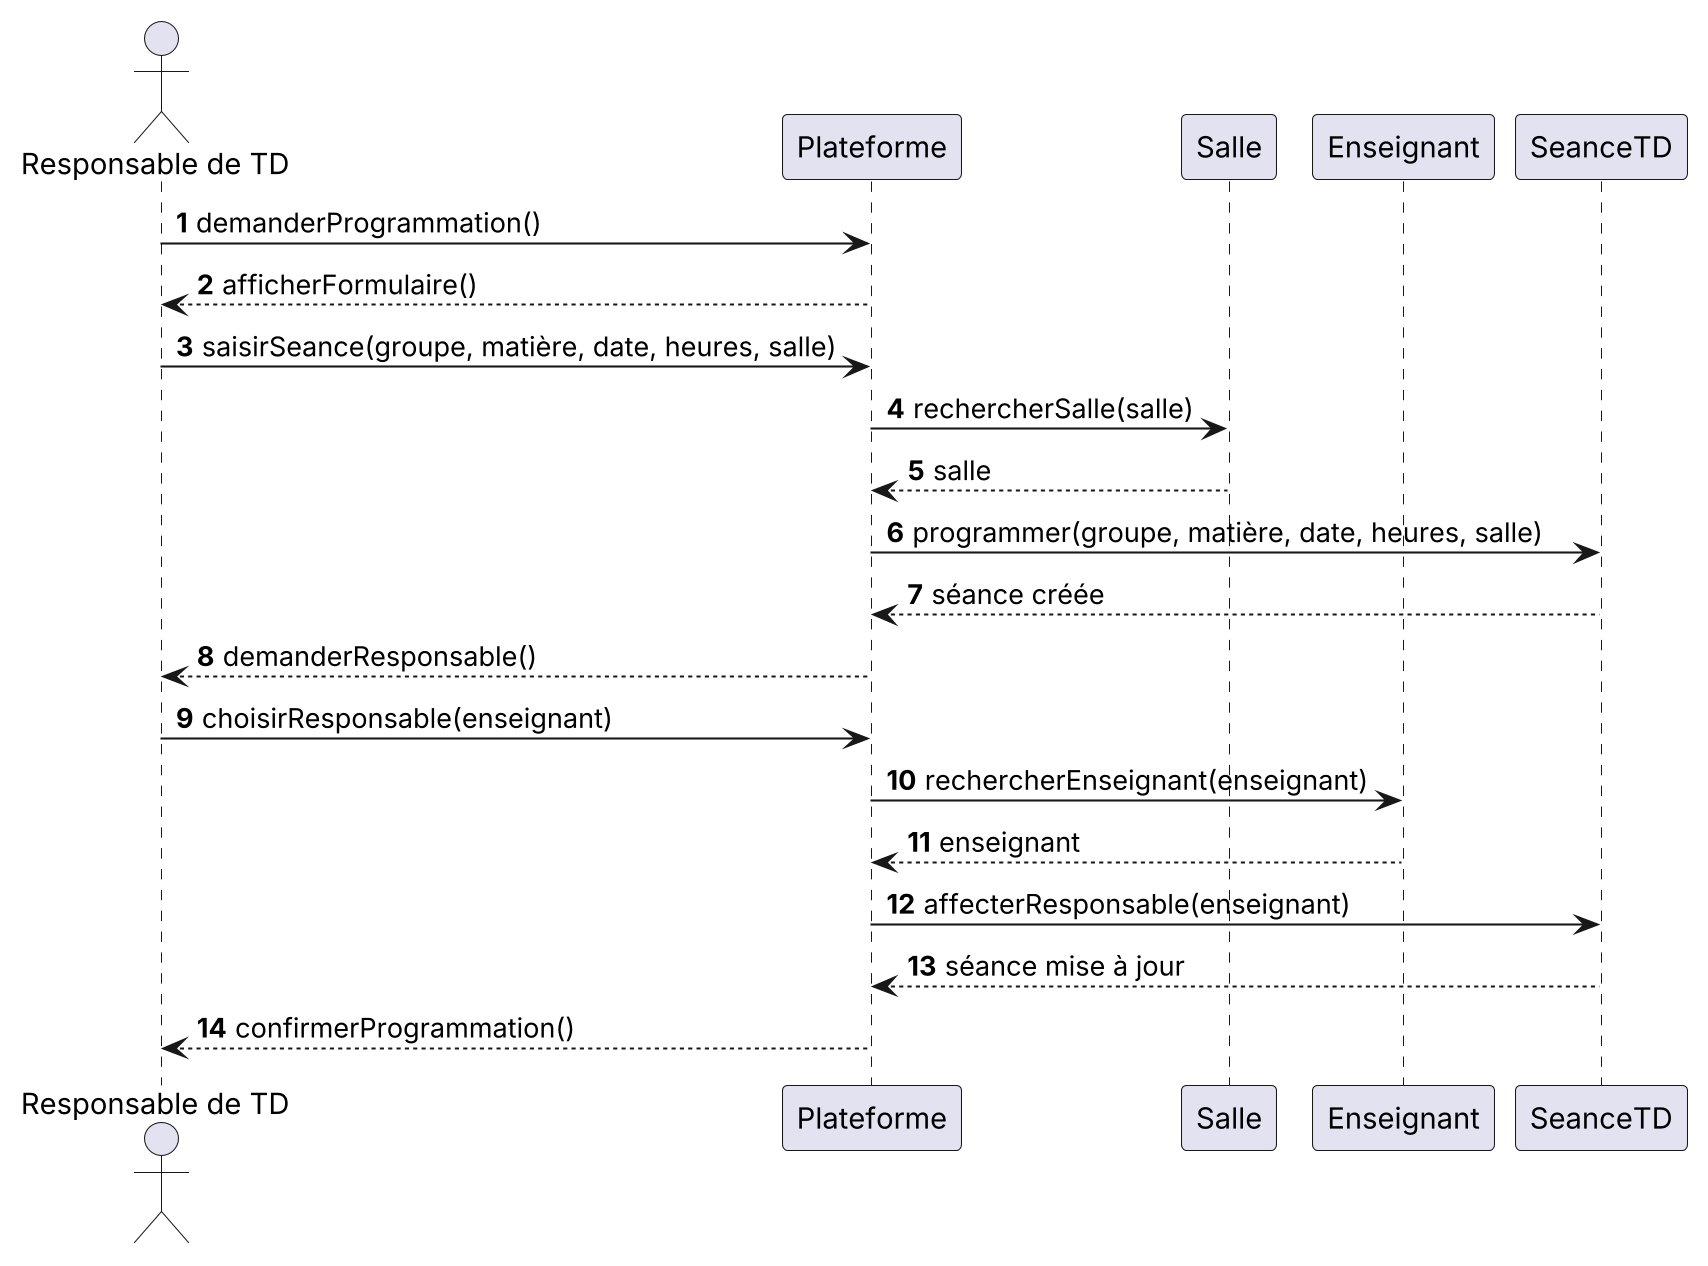 Responsable de TD
Plateforme
Salle
Enseignant
SeanceTD
1 demanderProgrammation()
2 afficherFormulaire()
3 saisirSeance(groupe, matière, date, heures, salle)
4 rechercherSalle(salle)
5 salle
6 programmer(groupe, matière, date, heures, salle)
7 séance créée
8 demanderResponsable()
9 choisirResponsable(enseignant)
10 rechercherEnseignant(enseignant)
11 enseignant
12 affecterResponsable(enseignant)
13 séance mise à jour
14 confirmerProgrammation()
Responsable de TD
Plateforme
Salle
Enseignant
SeanceTD